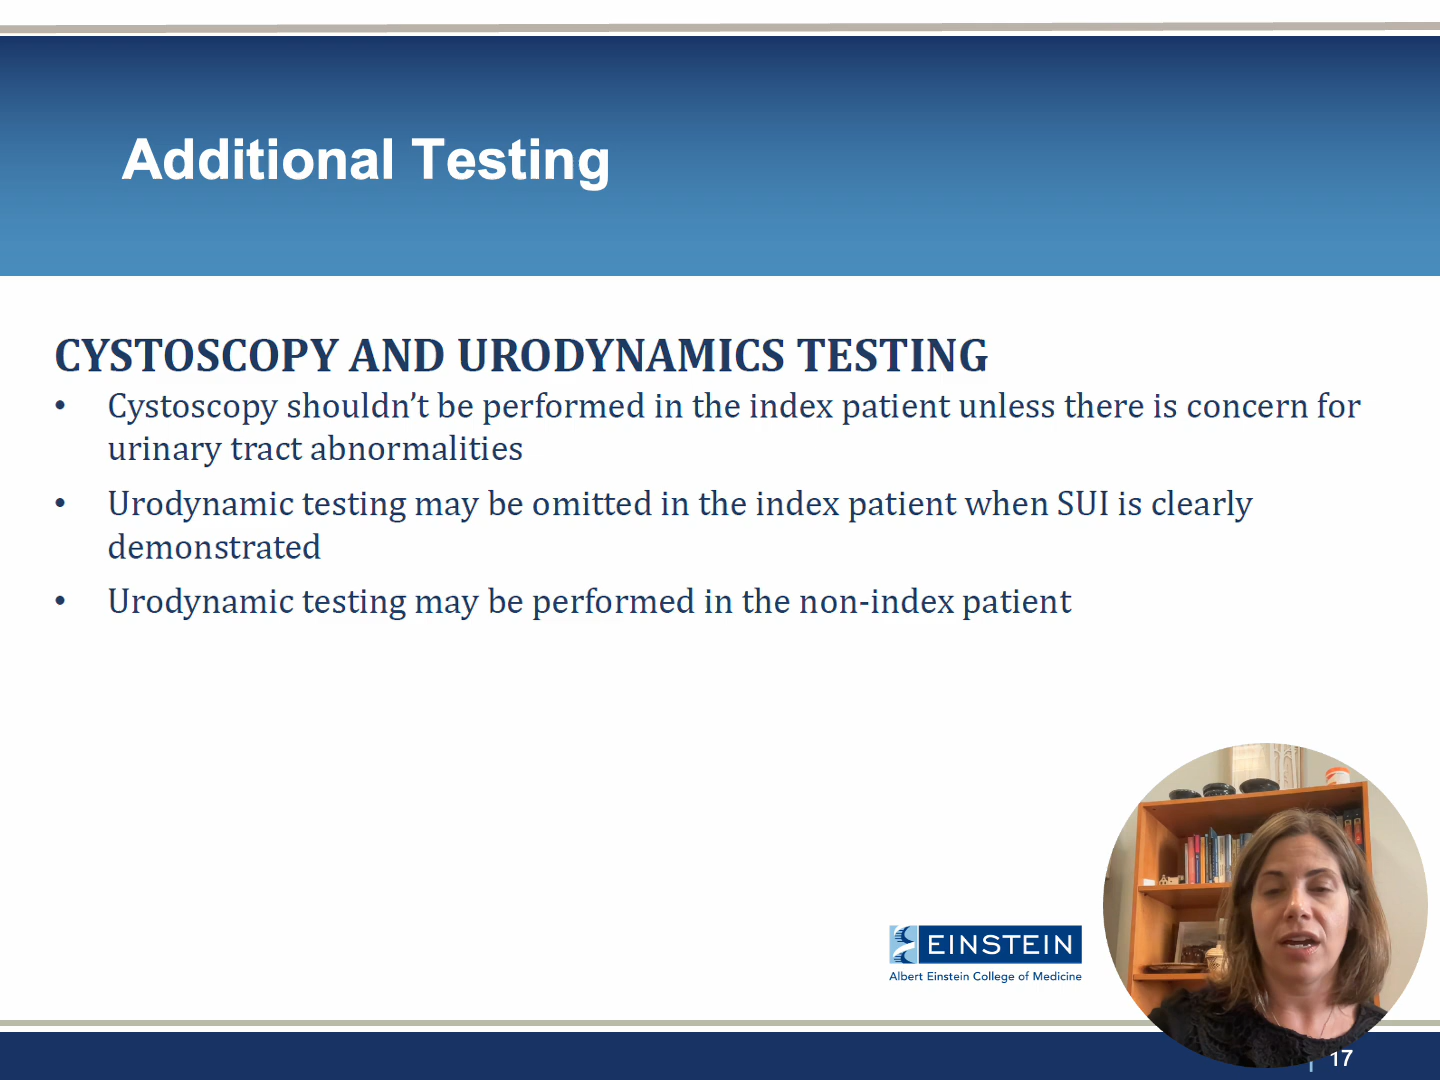 Additional Testing
CYSTOSCOPY AND URODYNAMICS TESTING
• Cystoscopy shouldn’t be performed in the index patient unless there is concern for
urinary tract abnormalities
• Urodynamic testing may be omitted in the index patient when SUI is clearly
demonstrated
• Urodynamic testing may be performed in the non-index patient
EINSTEIN
Albert Einstein College of Medicine
17